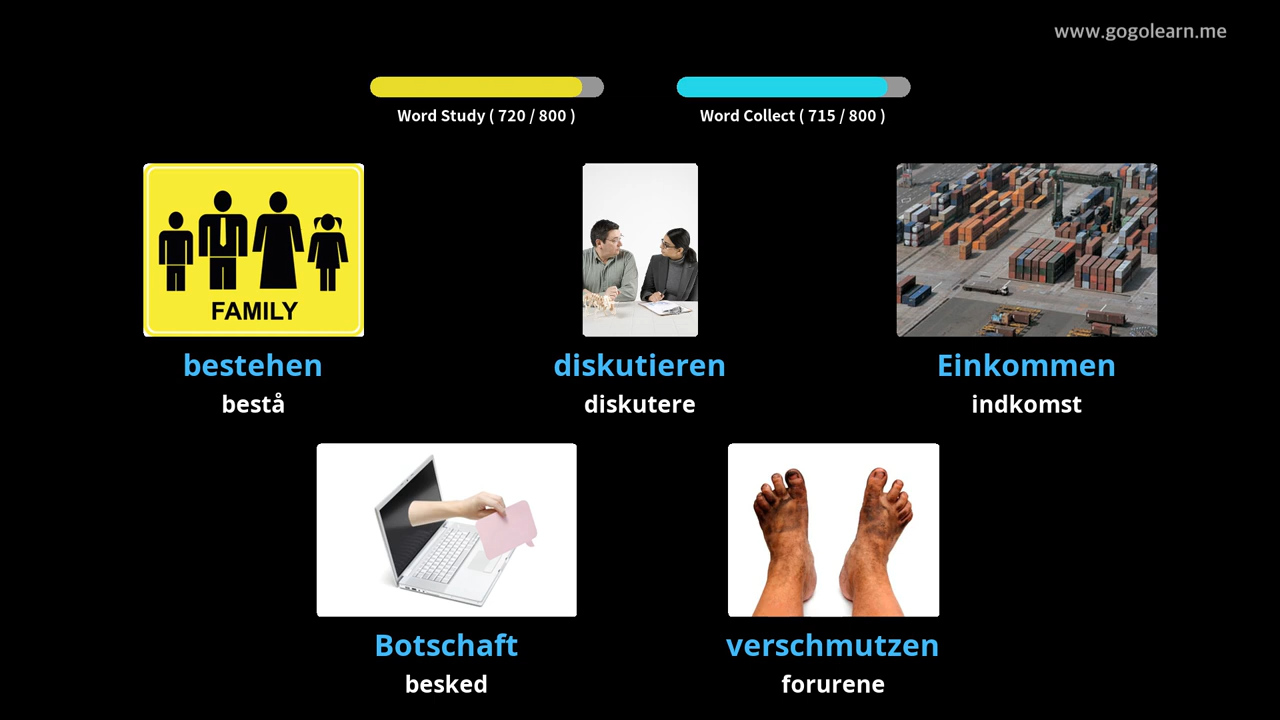 www.gogolearn.me
Word Study ( 720 / 800 )
Word Collect ( 715 / 800 )
FAMILY
bestehen
bestå
diskutieren
diskutere
Einkommen
indkomst
Botschaft
besked
verschmutzen
forurene